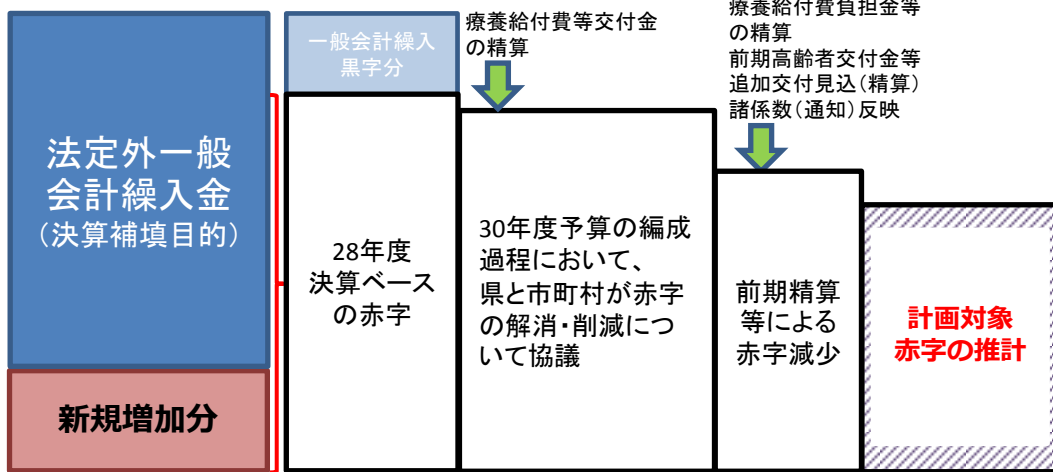 法定外一般
会計繰入金
(決算補填目的)
新規増加分
一般会計繰入
黒字分
28年度
決算ベース
の赤字
療養給付費等交付金
の精算
30年度予算の編成
過程において、
県と市町村が赤字
の解消・削減につ
いて協議
療養給付費負担金等
の精算
前期高齢者交付金等
追加交付見込(精算)
諸係数(通知)反映
前期精算
等による
赤字減少
計画対象
赤字の推計